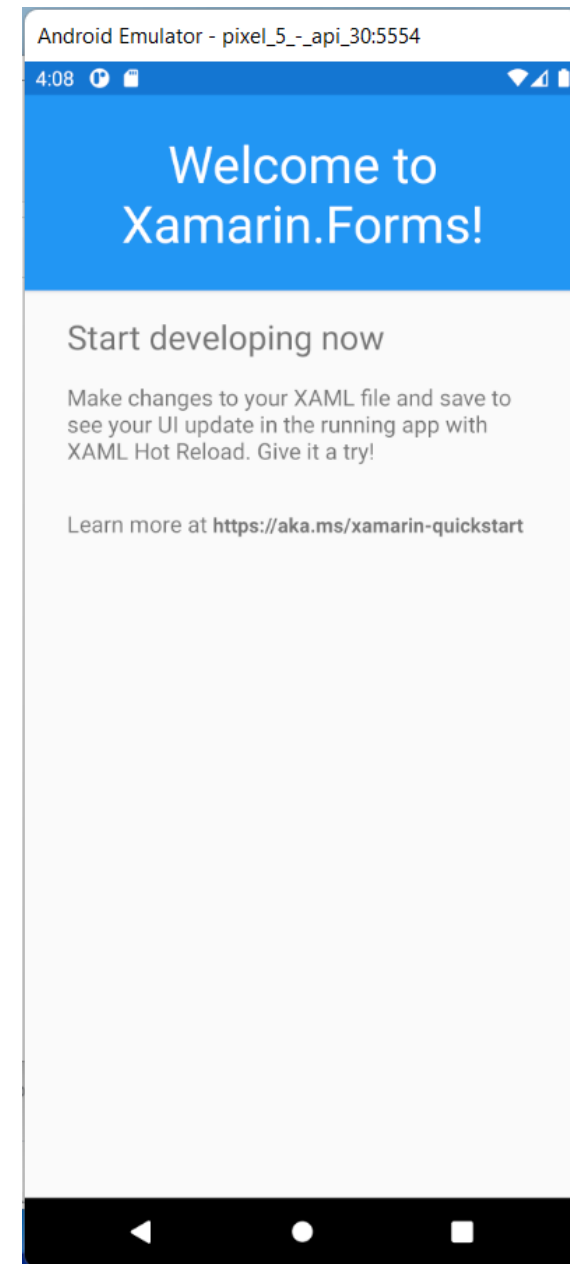 Android Emulator - pixel_5_-_api_30:5554
4:08
Welcome to
Xamarin.Forms!
Start developing now
Make changes to your XAML file and save to
see your UI update in the running app with
XAML Hot Reload. Give it a try!
Learn more at https://aka.ms/xamarin-quickstart